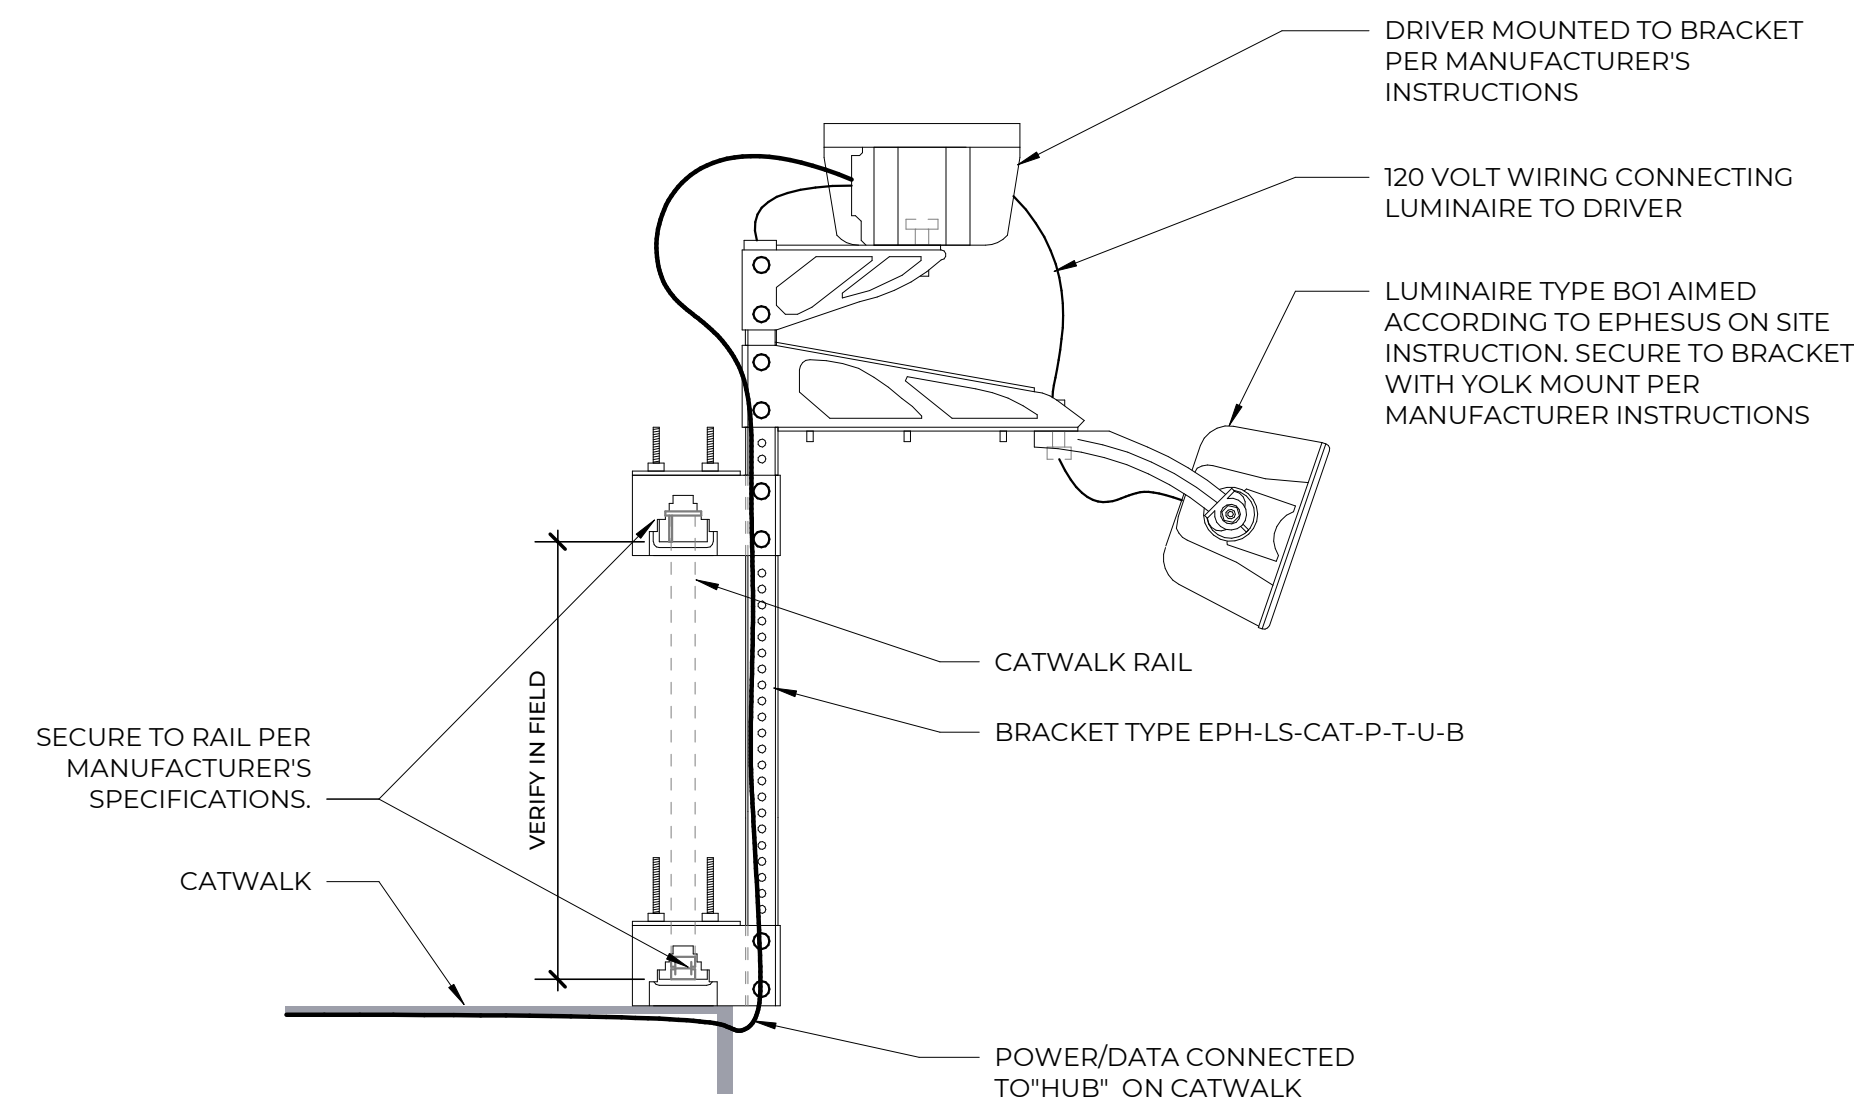 DRIVER MOUNTED TO BRACKET
PER MANUFACTURER'S
INSTRUCTIONS
120 VOLT WIRING CONNECTING
LUMINAIRE TO DRIVER
LUMINAIRE TYPE BO1 AIMED
ACCORDING TO EPHESUS ON SITE
INSTRUCTION. SECURE TO BRACKET
WITH YOLK MOUNT PER
MANUFACTURER INSTRUCTIONS
CATWALK RAIL
BRACKET TYPE EPH-LS-CAT-P-T-U-B
VERIFY IN FIELD
SECURE TO RAIL PER
MANUFACTURER'S
SPECIFICATIONS.
CATWALK
POWER/DATA CONNECTED
TO"HUB" ON CATWALK